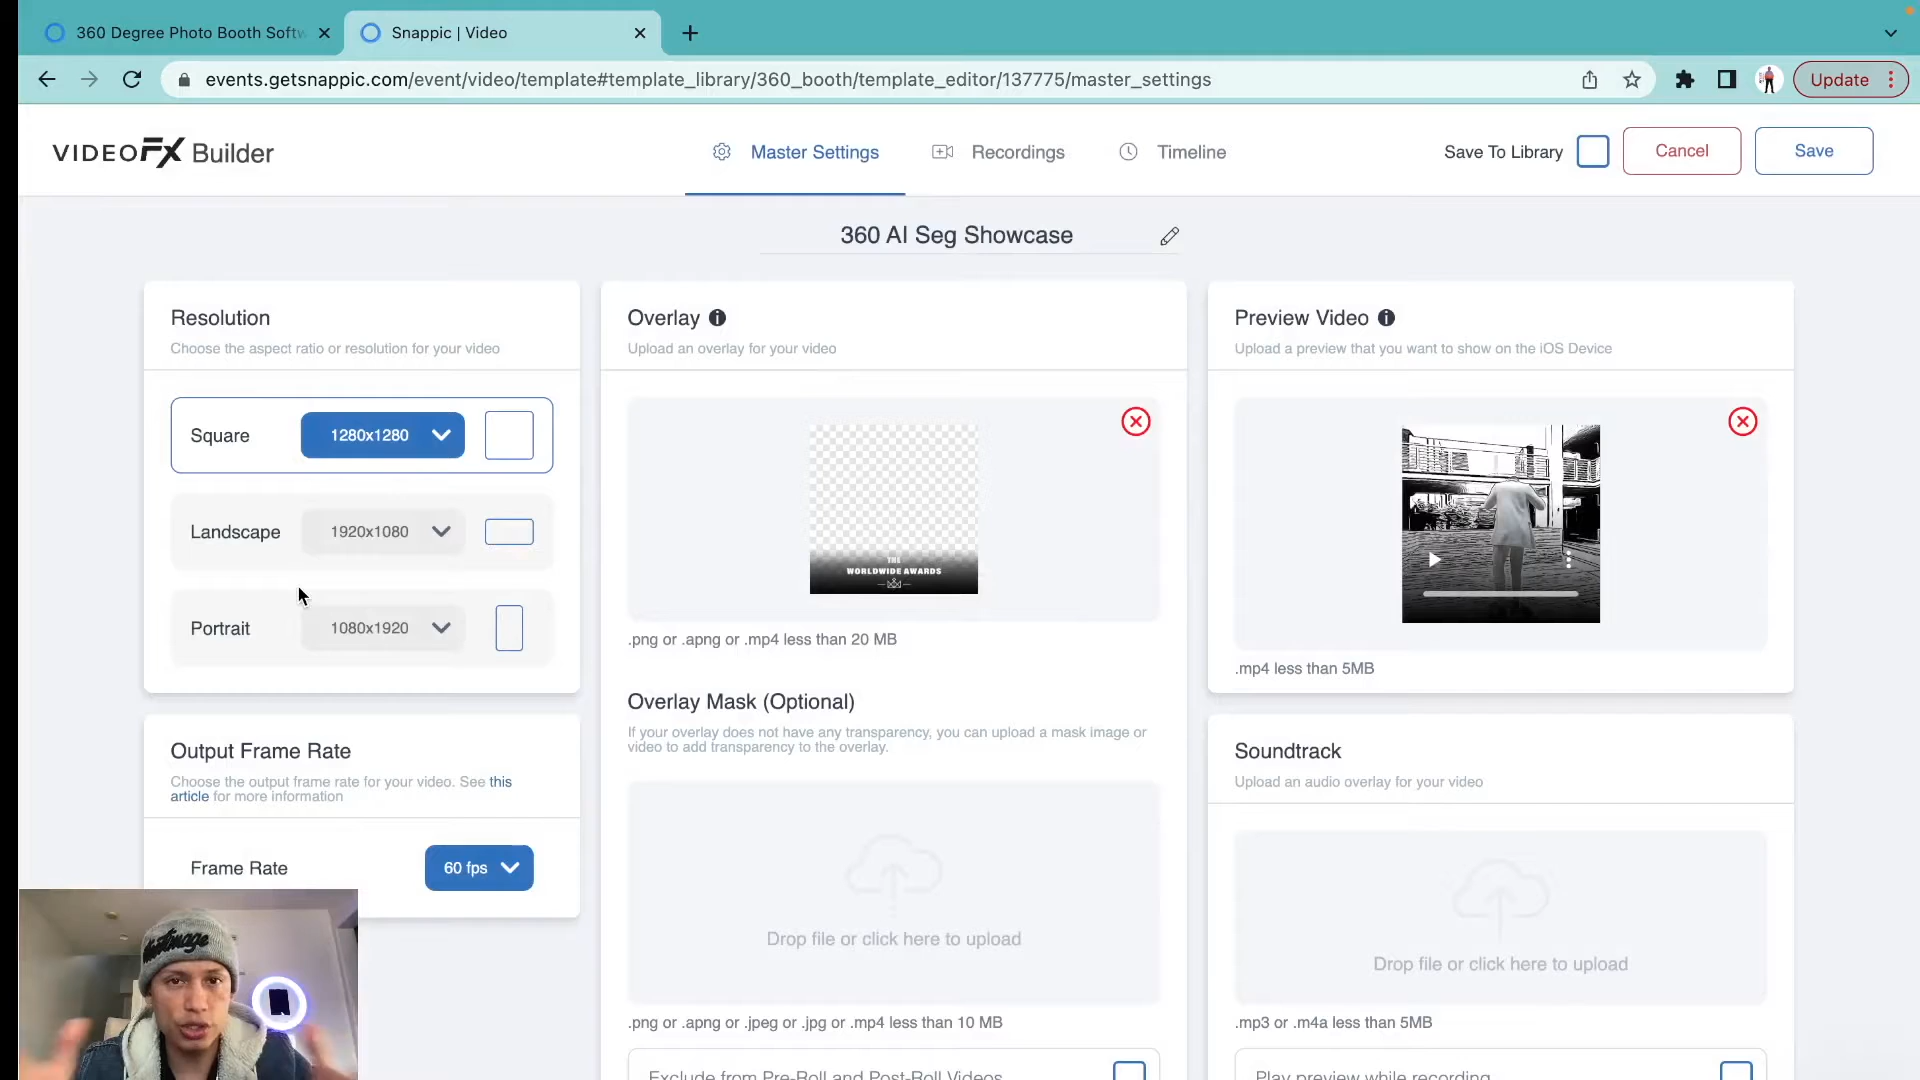 360 Degree Photo Booth Softw
Snappic | Video
events.getsnappic.com/event/video/template#template_library/360_booth/template_editor/137775/master_settings
Update
VIDEOFX Builder
Master Settings
Recordings
Timeline
Save To Library
Cancel
Save
360 AI Seg Showcase
Resolution
Choose the aspect ratio or resolution for your video
Square
1280x1280
Landscape
1920x1080
Portrait
1080x1920
Output Frame Rate
Choose the output frame rate for your video. See this
article for more information
Frame Rate
60 fps
Overlay
Upload an overlay for your video
THE
WORLDWIDE AWARDS
.png or .apng or .mp4 less than 20 MB
Overlay Mask (Optional)
If your overlay does not have any transparency, you can upload a mask image or
video to add transparency to the overlay.
Drop file or click here to upload
.png or .apng or .jpeg or .jpg or .mp4 less than 10 MB
Exclude from Pre-Roll and Post-Roll Videos
Preview Video
Upload a preview that you want to show on the iOS Device
.mp4 less than 5MB
Soundtrack
Upload an audio overlay for your video
Drop file or click here to upload
.mp3 or .m4a less than 5MB
Play preview while recording